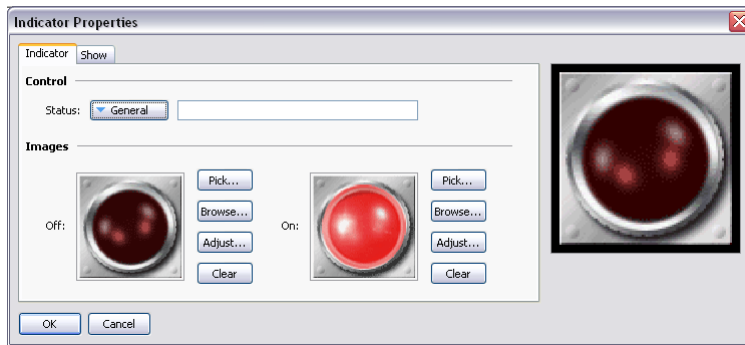 Indicator Properties
Indicator Show
Control
Status: General
Images
Off:
Pick...
Browse...
Adjust...
Clear
On:
Pick...
Browse...
Adjust...
Clear
OK Cancel